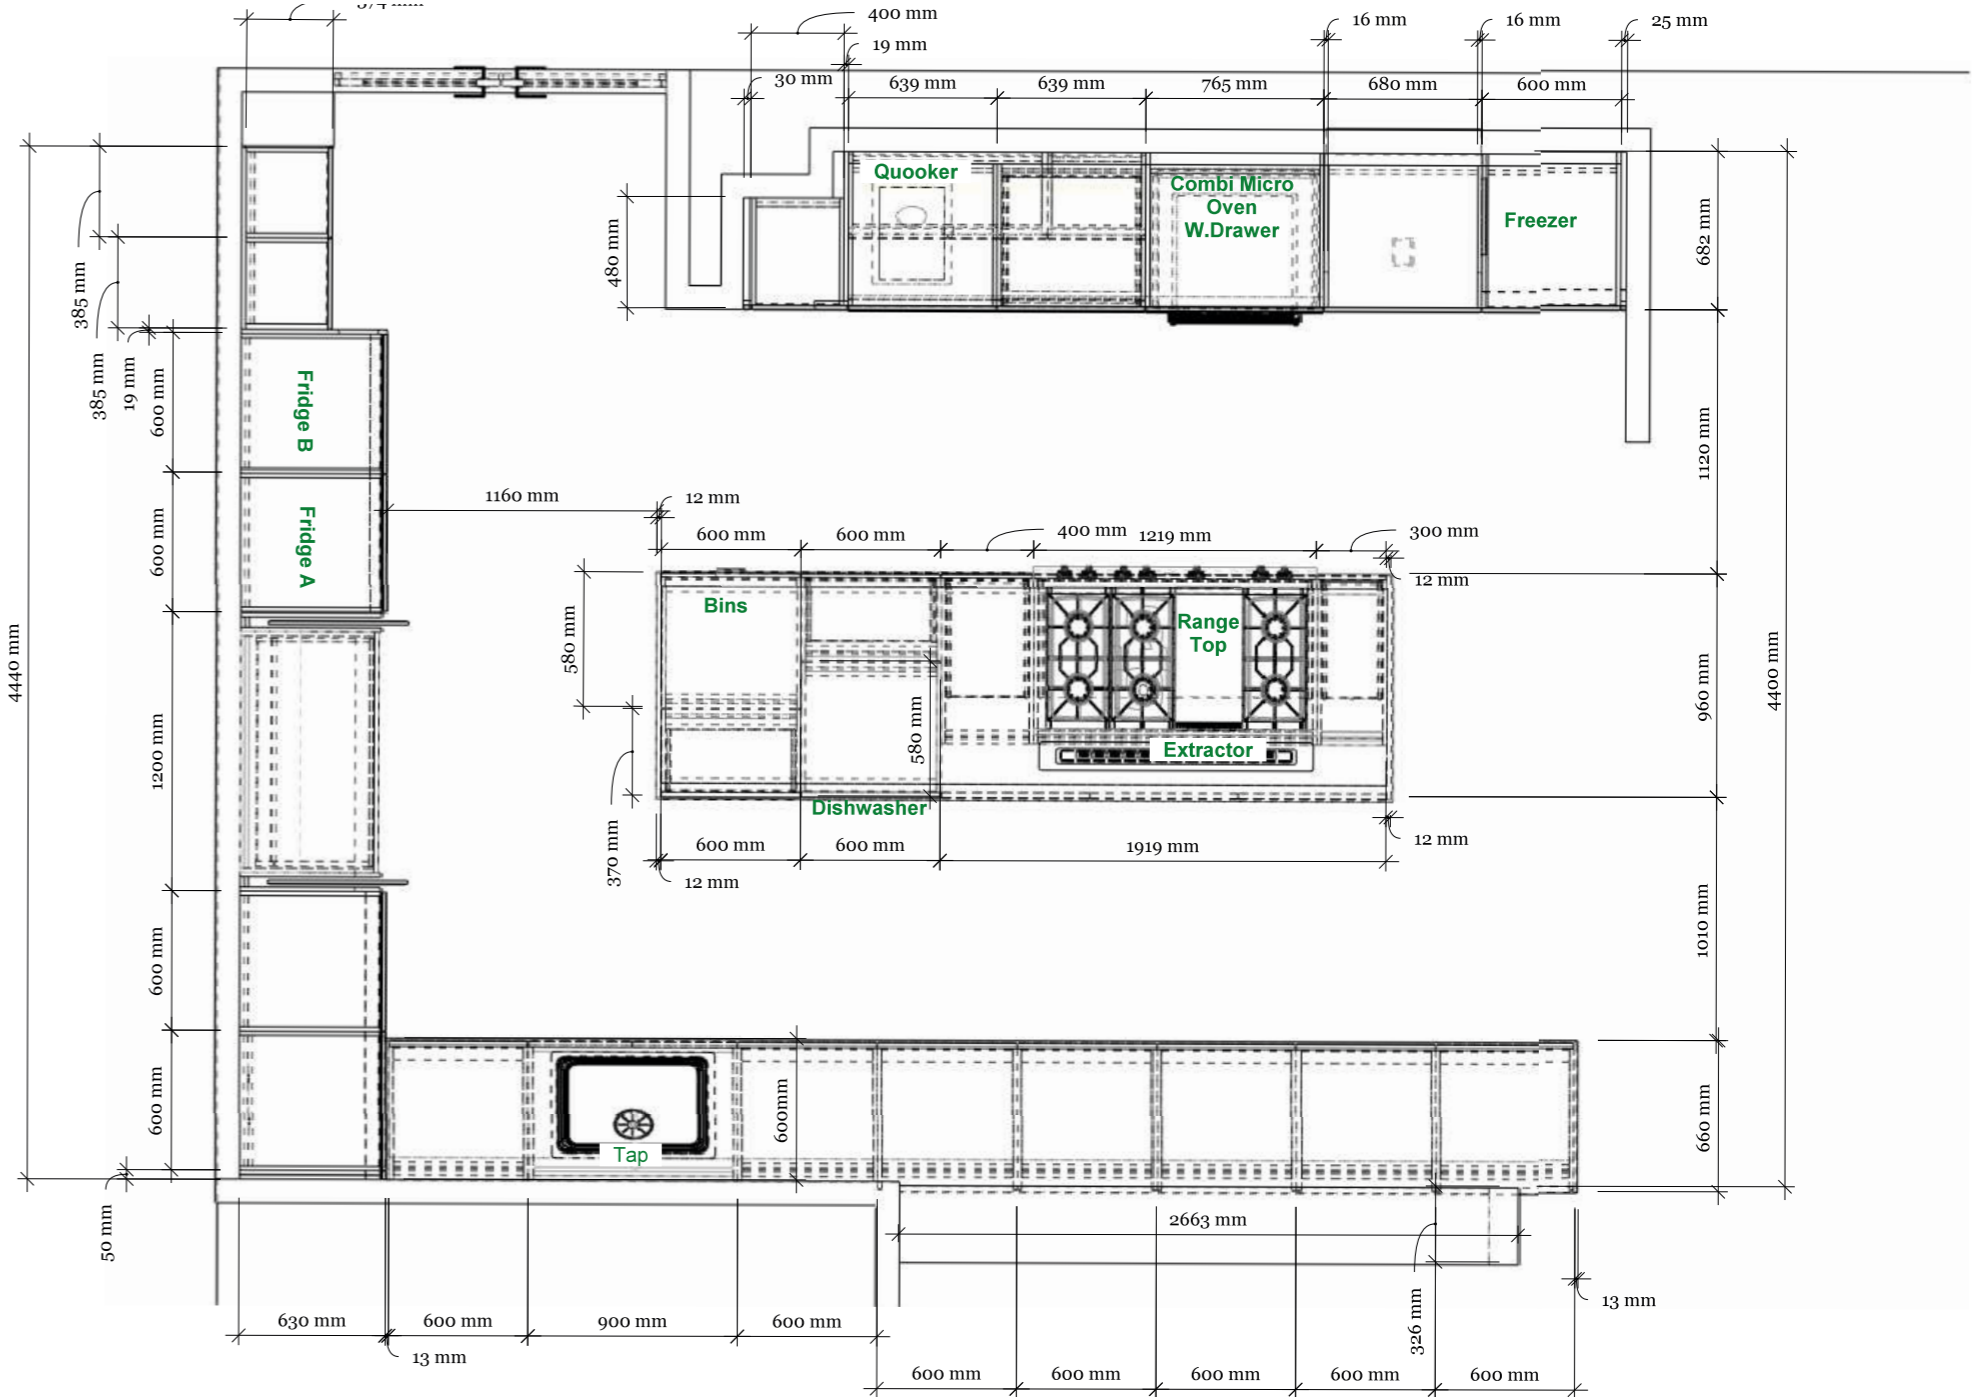 400 mm
16 mm
16 mm
25 mm
19 mm
30 mm
639 mm
639 mm
765 mm
680 mm
600 mm
Quooker
Combi Micro
Oven
W.Drawer
Freezer
480 mm
682 mm
385 mm
385 mm
19 mm
600 mm
Fridge B
1120 mm
1160 mm
12 mm
600 mm
Fridge A
600 mm
600 mm
400 mm
1219 mm
300 mm
12 mm
Bins
Range
Top
580 mm
580 mm
4440 mm
4400 mm
960 mm
1200 mm
Extractor
Dishwasher
370 mm
600 mm
600 mm
1919 mm
12 mm
12 mm
600 mm
1010 mm
600 mm
600mm
Tap
660 mm
50 mm
2663 mm
326 mm
13 mm
630 mm
600 mm
900 mm
600 mm
13 mm
600 mm
600 mm
600 mm
600 mm
600 mm